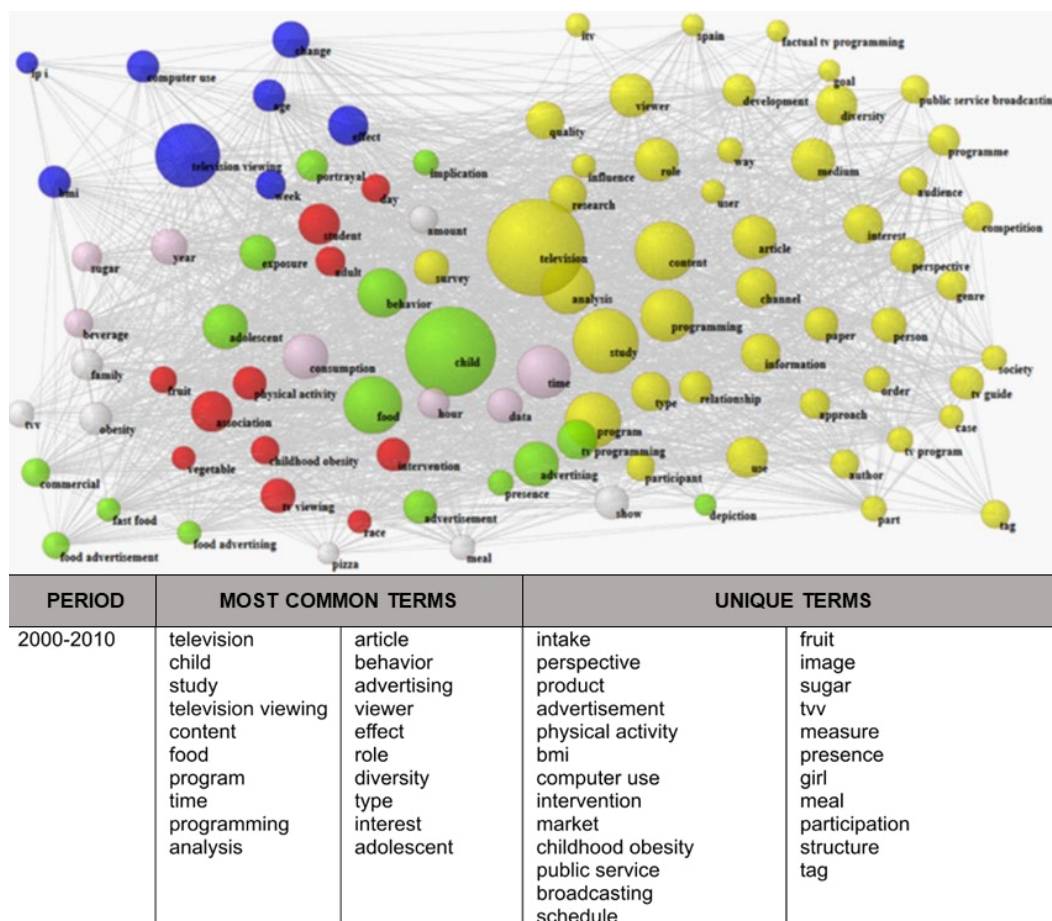 itv
spain
factual tv programming
change
lp i
computer use
goal
viewer
development
diversity
public service broadcasting
age
effect
quality
programme
television viewing
portrayal
implication
influence
role
way
medium
bmi
week
day
research
user
audience
student
amount
article
interest
competition
sugar
year
exposure
adult
survey
television
content
perspective
behavior
analysis
channel
genre
beverage
adolescent
programming
paper
person
family
consumption
child
study
information
society
fruit
physical activity
time
type
relationship
order
tv guide
tvv
obesity
association
food
hour
data
program
approach
case
vegetable
childhood obesity
intervention
tv programming
tv program
commercial
advertising
participant
use
author
fast food
tv viewing
presence
food advertisement
food advertising
race
advertisement
show
depiction
part
tag
pizza
meal
PERIOD MOST COMMON TERMS UNIQUE TERMS
2000-2010 television article intake fruit
child behavior perspective image
study advertising product sugar
television viewing viewer advertisement tvv
content effect physical activity measure
food role bmi presence
program diversity computer use girl
time type intervention meal
programming interest market participation
analysis adolescent childhood obesity structure
public service tag
broadcasting
schedule